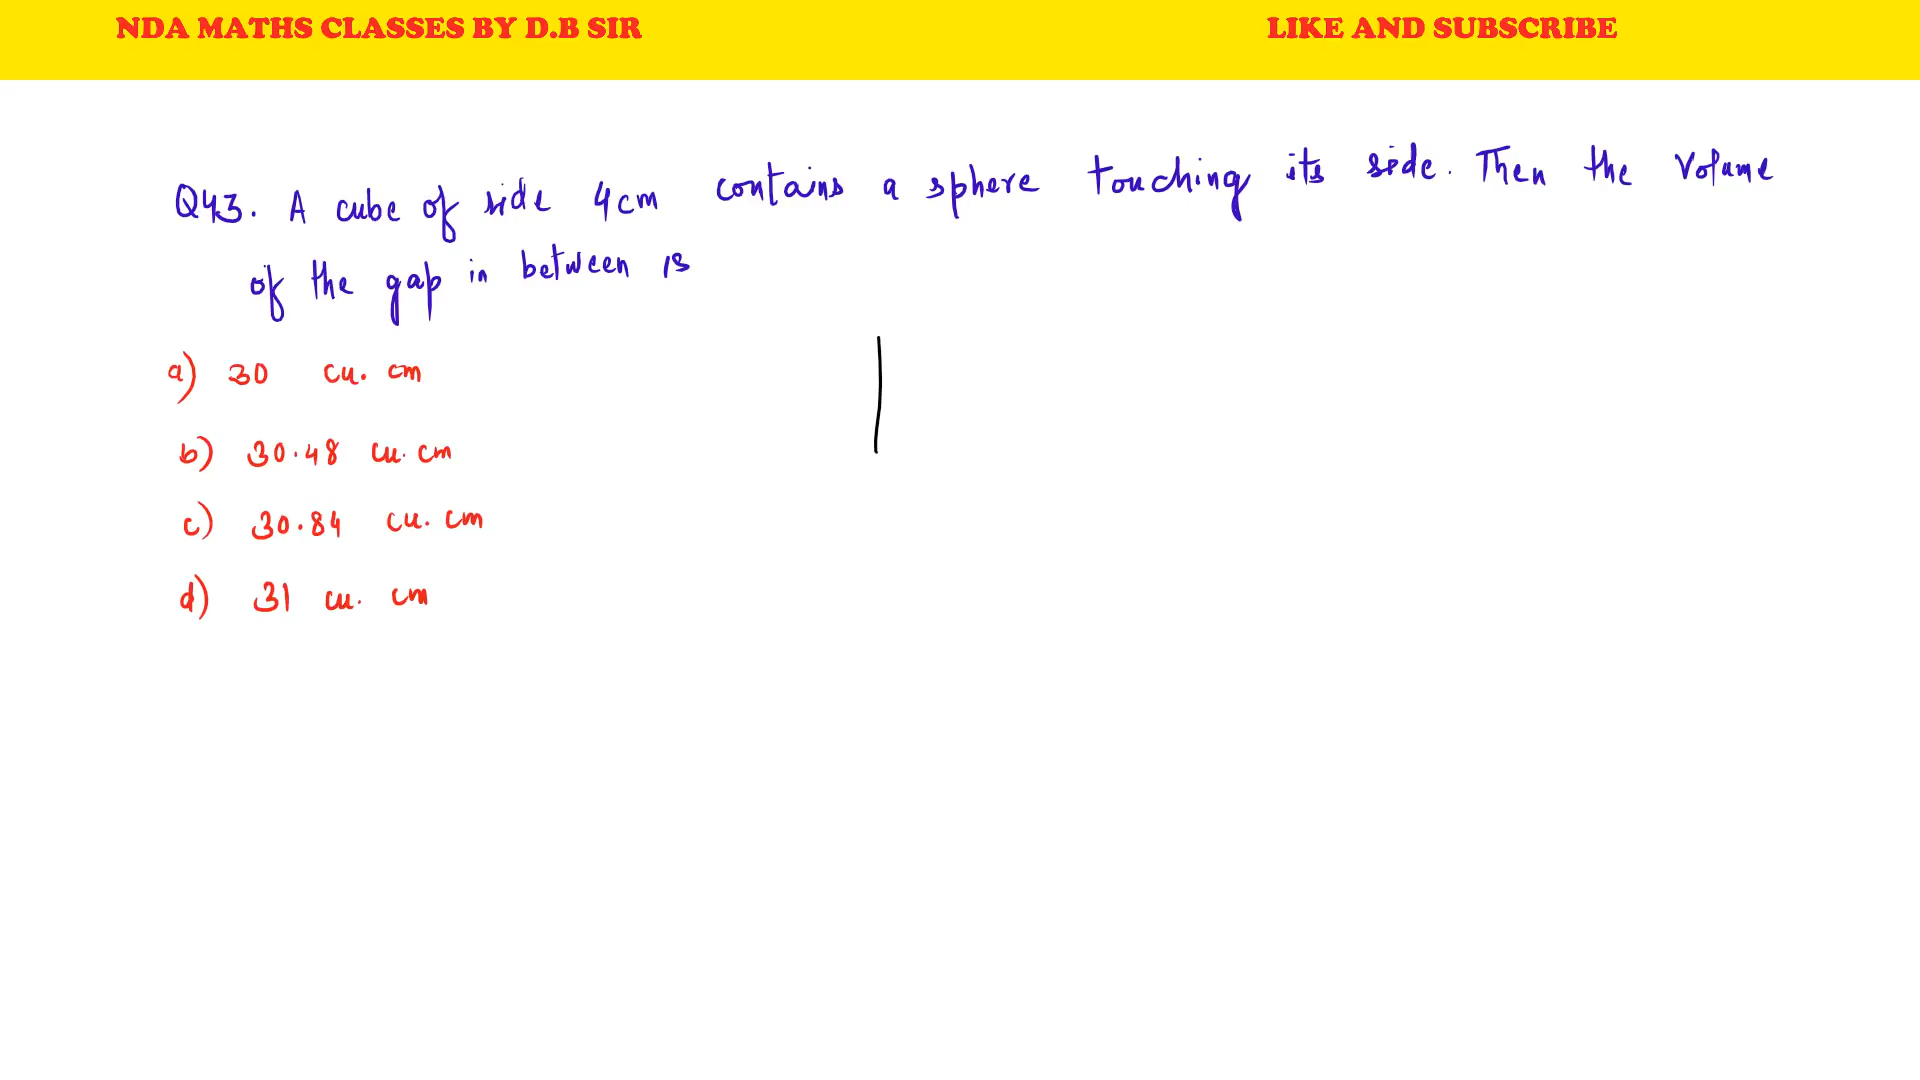 NDA MATHS CLASSES BY D.B SIR
LIKE AND SUBSCRIBE
Q43. A cube of side 4cm contains a sphere touching its side. Then the volume
of the gap in between is
a) 30 cu. cm
b) 30.48 cu. cm
c) 30.84 cu. cm
d) 31 cu. cm